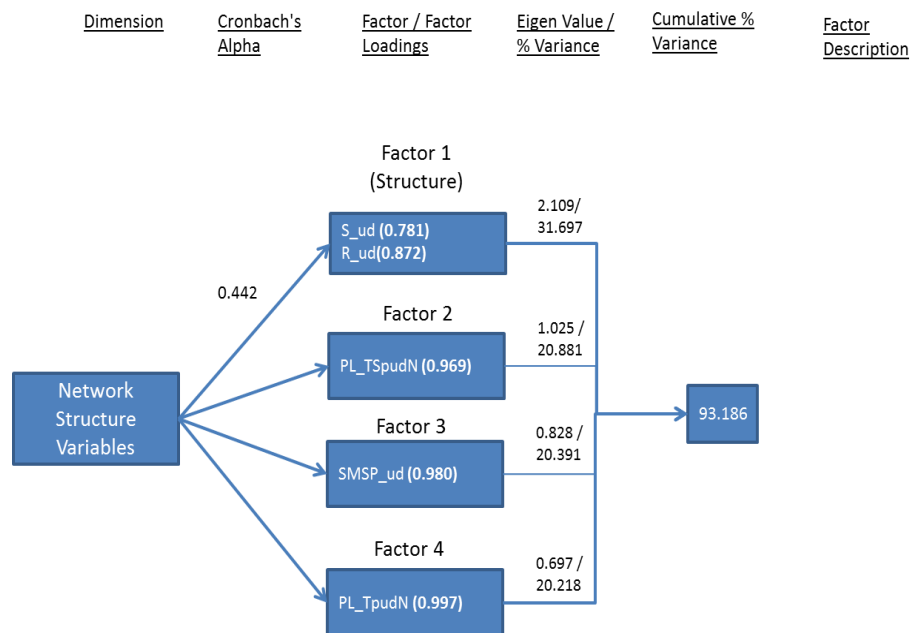 Dimension
Cronbach's
Alpha
Factor / Factor
Loadings
Eigen Value /
% Variance
Cumulative %
Variance
Factor
Description
Factor 1
(Structure)
S_ud (0.781)
R_ud(0.872)
2.109/
31.697
0.442
Factor 2
PL_TSpudN (0.969)
1.025 /
20.881
Network
Structure
Variables
93.186
Factor 3
SMSP_ud (0.980)
0.828 /
20.391
Factor 4
PL_TpudN (0.997)
0.697 /
20.218